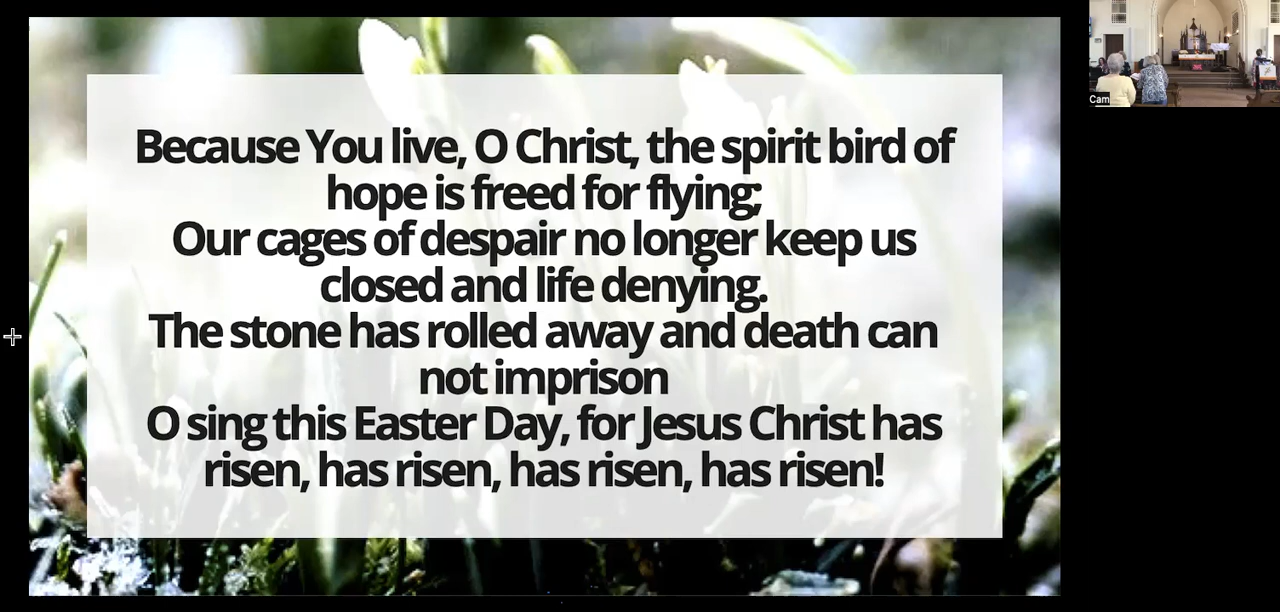 Because You live, O Christ, the spirit bird of
hope is freed for flying;
Our cages of despair no longer keep us
closed and life denying.
The stone has rolled away and death can
not imprison
O sing this Easter Day, for Jesus Christ has
risen, has risen, has risen, has risen!
Cam